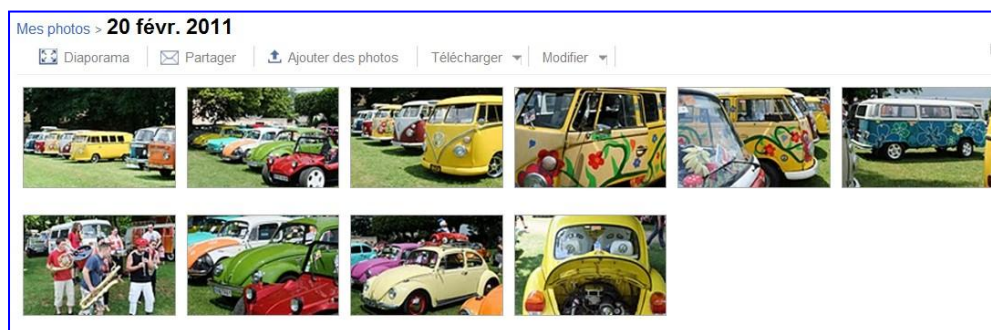 Mes photos > 20 févr. 2011
Diaporama Partager Ajouter des photos Télécharger Modifier